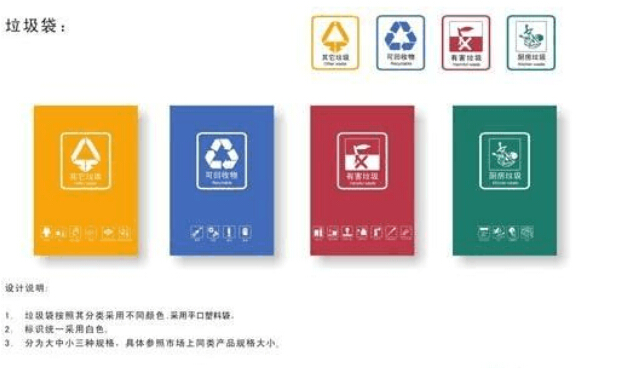 垃圾袋：
其它垃圾
Other waste
可回收物
Recyclable
有害垃圾
Harmful waste
厨房垃圾
Kitchen waste
其它垃圾
Other waste
可回收物
Recyclable
有害垃圾
Harmful waste
厨房垃圾
Kitchen waste
设计说明:
1. 垃圾袋按照其分类采用不同颜色,采用平口塑料袋。
2. 标识统一采用白色。
3. 分为大中小三种规格，具体参照市场上同类产品规格大小。